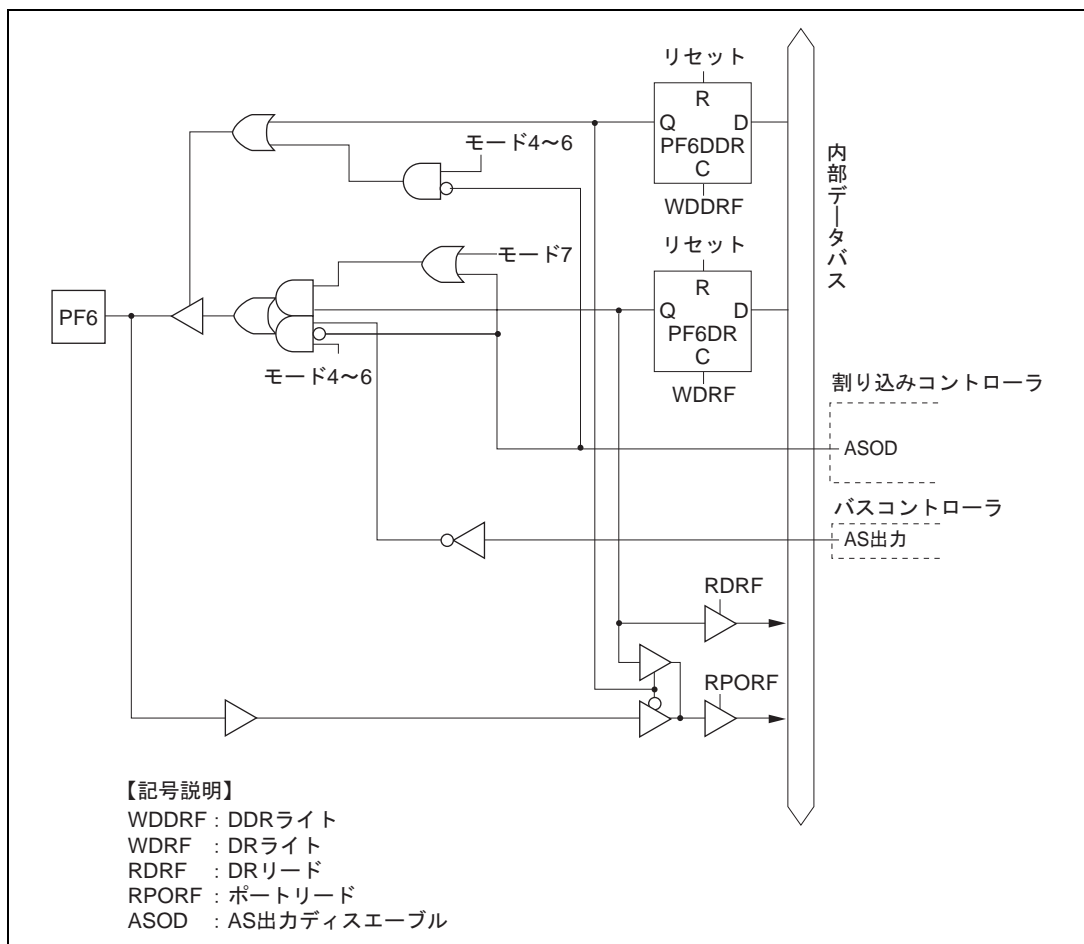 リセット
R
Q D
PF6DDR
C
WDDRF
モード4～6
内部データバス
リセット
モード7
R
Q D
PF6DR
C
WDRF
PF6
モード4～6
割り込みコントローラ
ASOD
バスコントローラ
AS出力
RDRF
RPORF
【記号説明】
WDDRF : DDRライト
WDRF : DRライト
RDRF : DRリード
RPORF : ポートリード
ASOD : AS出力ディスエーブル